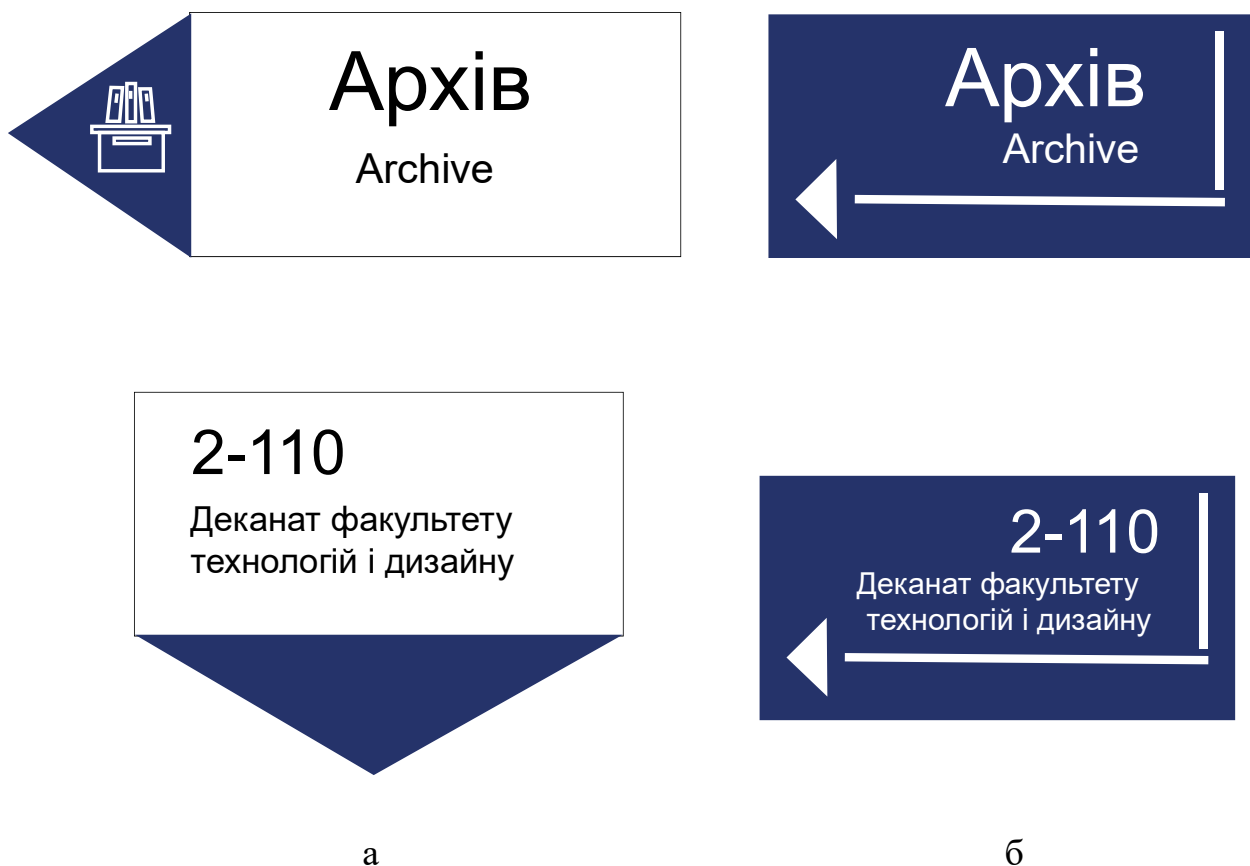 Архів
Archive
Архів
Archive
2-110
Деканат факультету
технологій і дизайну
2-110
Деканат факультету
технологій і дизайну
а
б